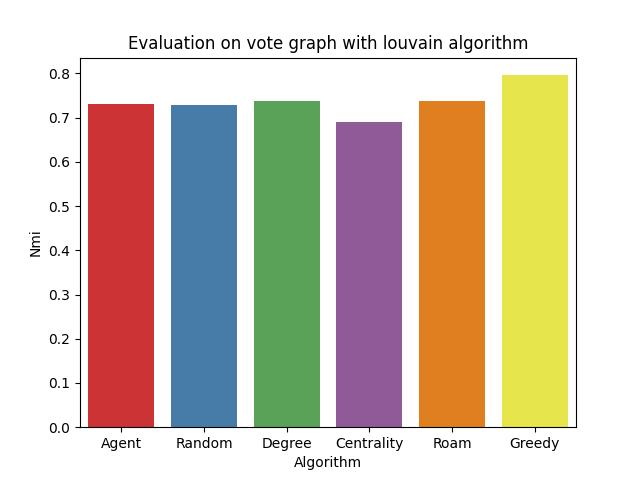 Evaluation on vote graph with louvain algorithm
0.8
0.7
0.6
0.5
0.4
0.3
0.2
0.1
0.0
Nmi
Agent Random Degree Centrality Roam Greedy
Algorithm